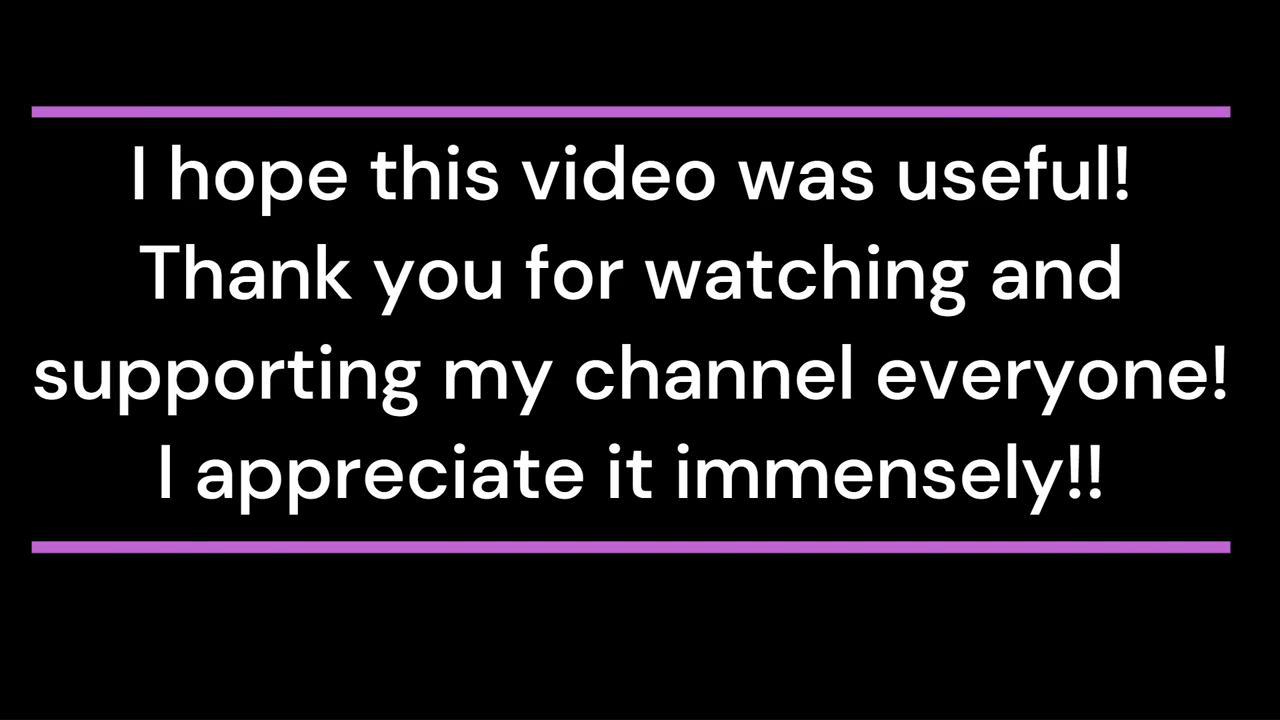 I hope this video was useful!
Thank you for watching and
supporting my channel everyone!
I appreciate it immensely!!